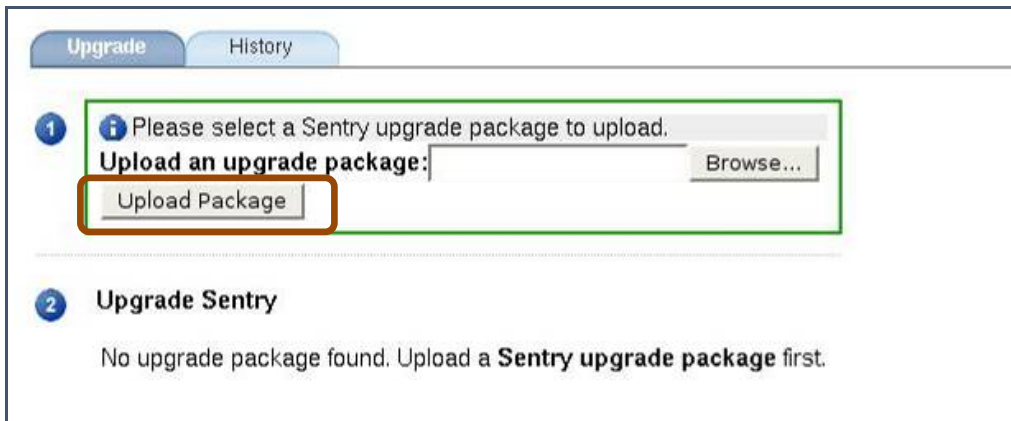 Upgrade History
1 Please select a Sentry upgrade package to upload.
Upload an upgrade package: Browse...
Upload Package
2 Upgrade Sentry
No upgrade package found. Upload a Sentry upgrade package first.